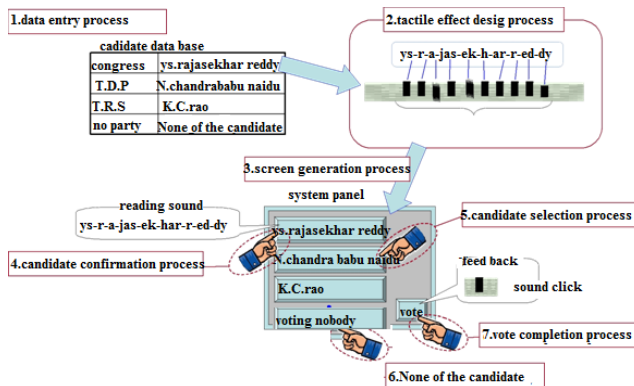 1.data entry process
cadidate data base
congress ys.rajasekhar reddy
T.D.P N.chandrababu naidu
T.R.S K.C.rao
no party None of the candidate
2.tactile effect desig process
ys-r-a-jas-ek-h-ar-r-ed-dy
3.screen generation process
system panel
reading sound
ys-r-a-jas-ek-har-r-ed-dy
ys.rajasekhar reddy
N.chandra babu naidu
K.C.rao
voting nobody
vote
4.candidate confirmation process
5.candidate selection process
feed back
sound click
7.vote completion process
6.None of the candidate